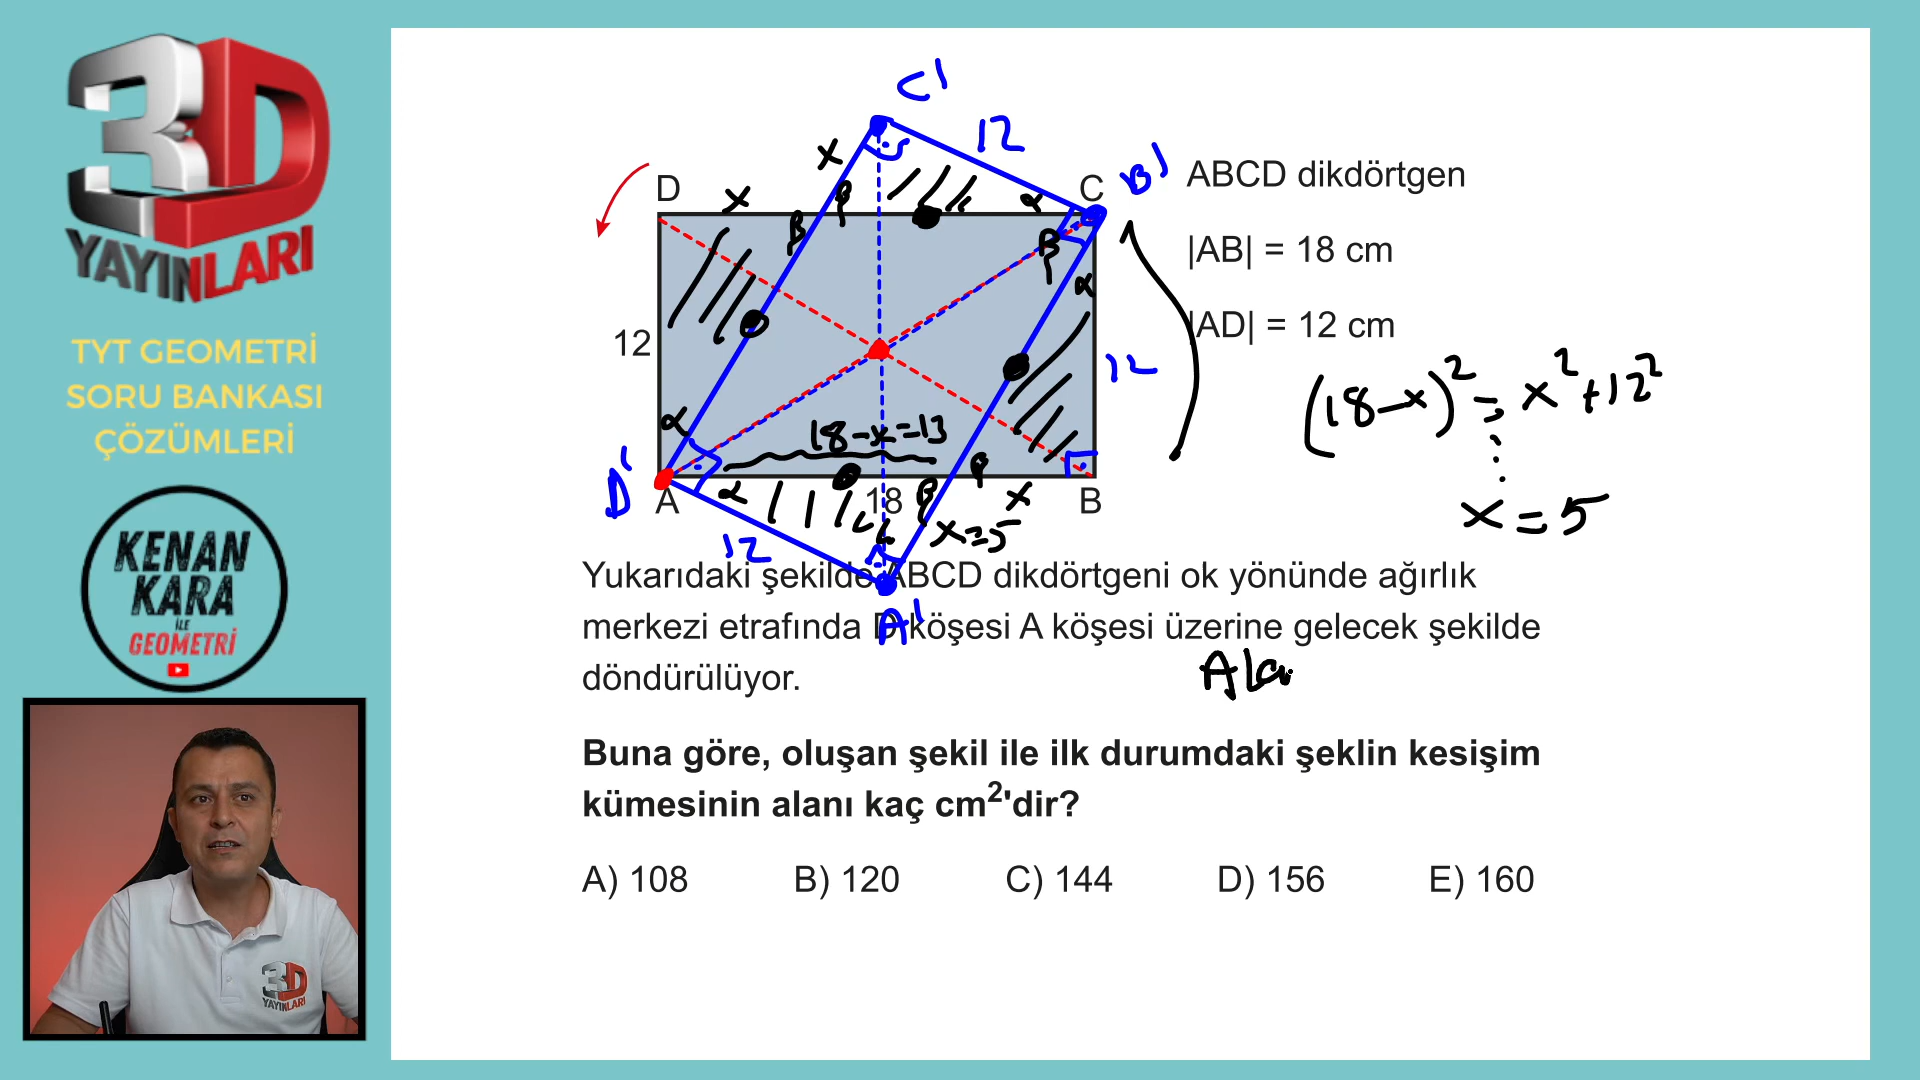 3D
YAYINLARI
TYT GEOMETRİ
SORU BANKASI
ÇÖZÜMLERİ
KENAN
KARA
İLE
GEOMETRİ
3D
YAYINLARI
C'
12
B'
x
D
x
C
β
β
α
β
α
12
12
α
18-x=13
D'
A
α
18
β
β
x
B
12
x=5
A'
ABCD dikdörtgen
|AB| = 18 cm
|AD| = 12 cm
(18-x)² = x²+12²
x=5
Yukarıdaki şekilde ABCD dikdörtgeni ok yönünde ağırlık
merkezi etrafında D köşesi A köşesi üzerine gelecek şekilde
döndürülüyor.
Ala
Buna göre, oluşan şekil ile ilk durumdaki şeklin kesişim
kümesinin alanı kaç cm²'dir?
A) 108 B) 120 C) 144 D) 156 E) 160